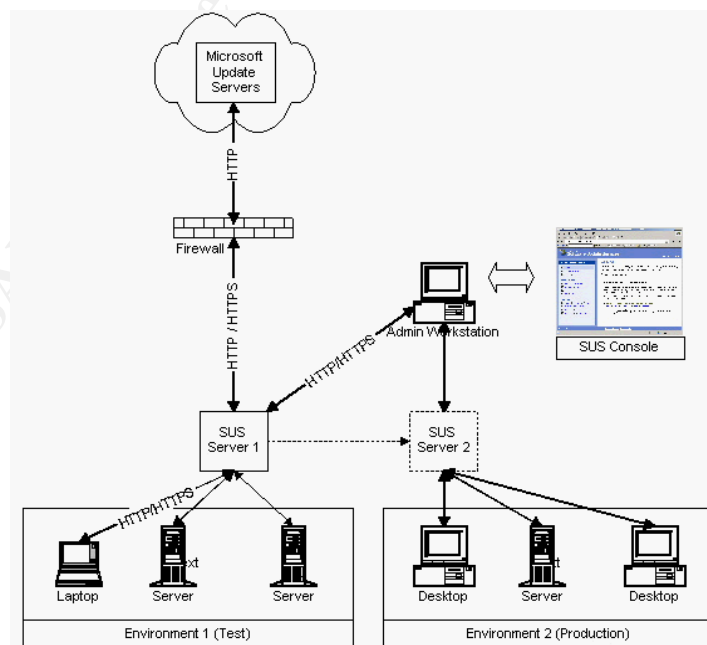 Microsoft
Update
Servers
HTTP
Firewall
HTTP / HTTPS
HTTP/HTTPS
Admin Workstation
SUS Console
SUS
Server 1
SUS
Server 2
HTTP/HTTPS
Laptop
Server
Server
Desktop
Server
Desktop
Environment 1 (Test)
Environment 2 (Production)